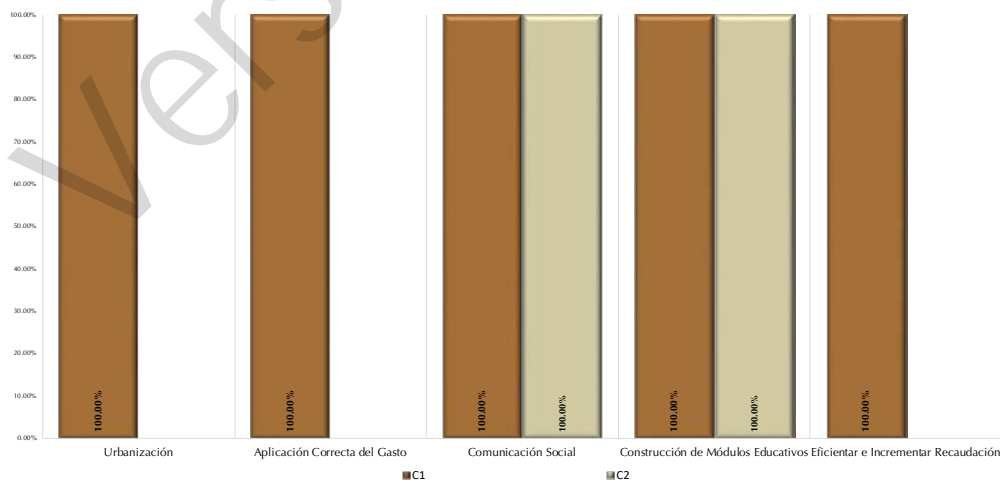 Vers
100.00%
90.00%
80.00%
70.00%
60.00%
50.00%
40.00%
30.00%
20.00%
10.00%
0.00%
100.00%
100.00%
100.00%
100.00%
100.00%
100.00%
100.00%
Urbanización
Aplicación Correcta del Gasto
Comunicación Social
Construcción de Módulos Educativos
Eficientar e Incrementar Recaudación
C1
C2